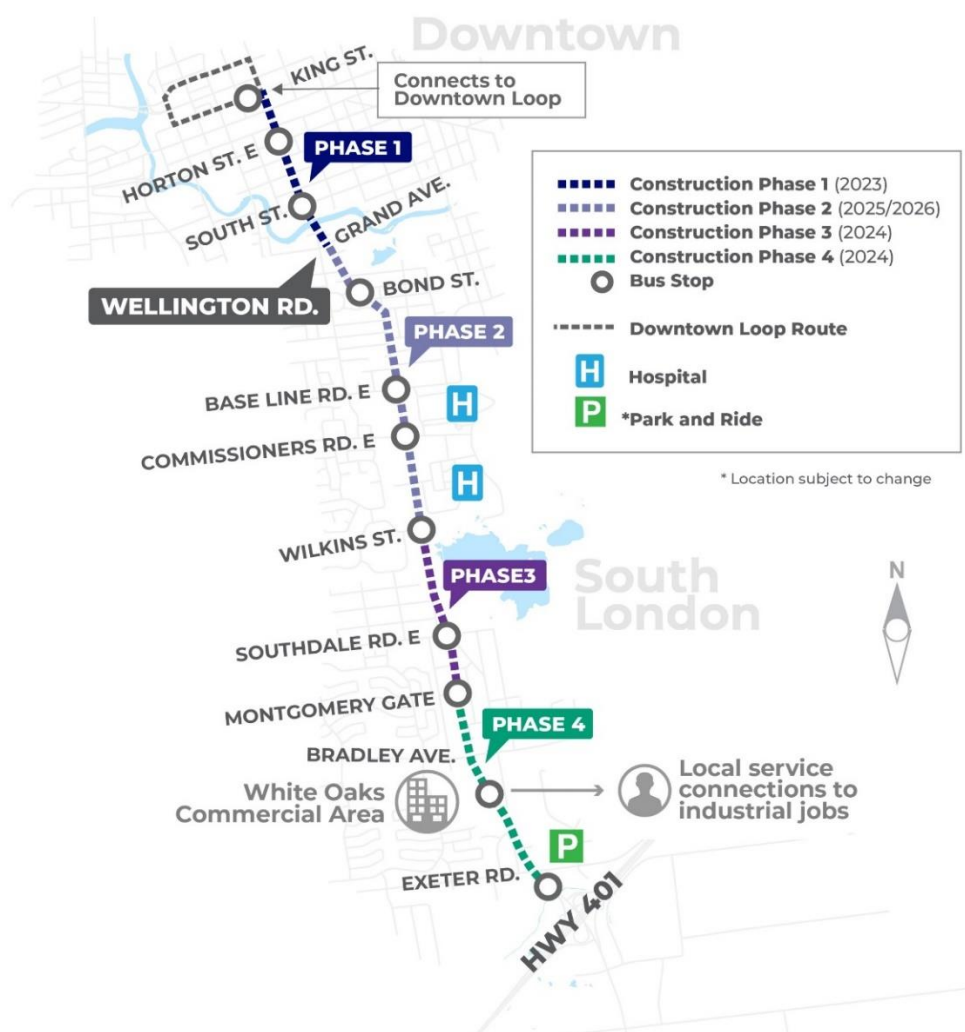 Downtown
KING ST.
Connects to
Downtown Loop
HORTON ST. E
PHASE 1
SOUTH ST.
GRAND AVE.
WELLINGTON RD.
BOND ST.
PHASE 2
BASE LINE RD. E
H
COMMISSIONERS RD. E
H
WILKINS ST.
PHASE3
South
London
SOUTHDALE RD. E
MONTGOMERY GATE
PHASE 4
BRADLEY AVE.
White Oaks
Commercial Area
Local service
connections to
industrial jobs
P
EXETER RD.
HWY 401
Construction Phase 1 (2023)
Construction Phase 2 (2025/2026)
Construction Phase 3 (2024)
Construction Phase 4 (2024)
Bus Stop
Downtown Loop Route
H Hospital
P *Park and Ride
* Location subject to change
N